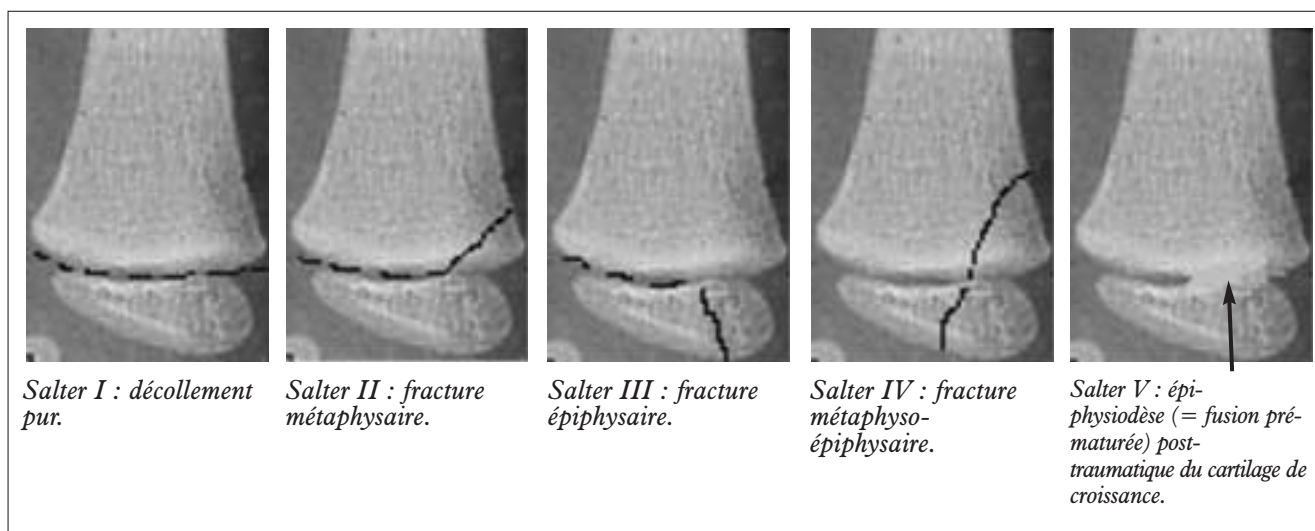 Salter I : décollement
pur.
Salter II : fracture
métaphysaire.
Salter III : fracture
épiphysaire.
Salter IV : fracture
métaphyso-
épiphysaire.
Salter V : épi-
physiodèse (= fusion pré-
maturée) post-
traumatique du cartilage de
croissance.